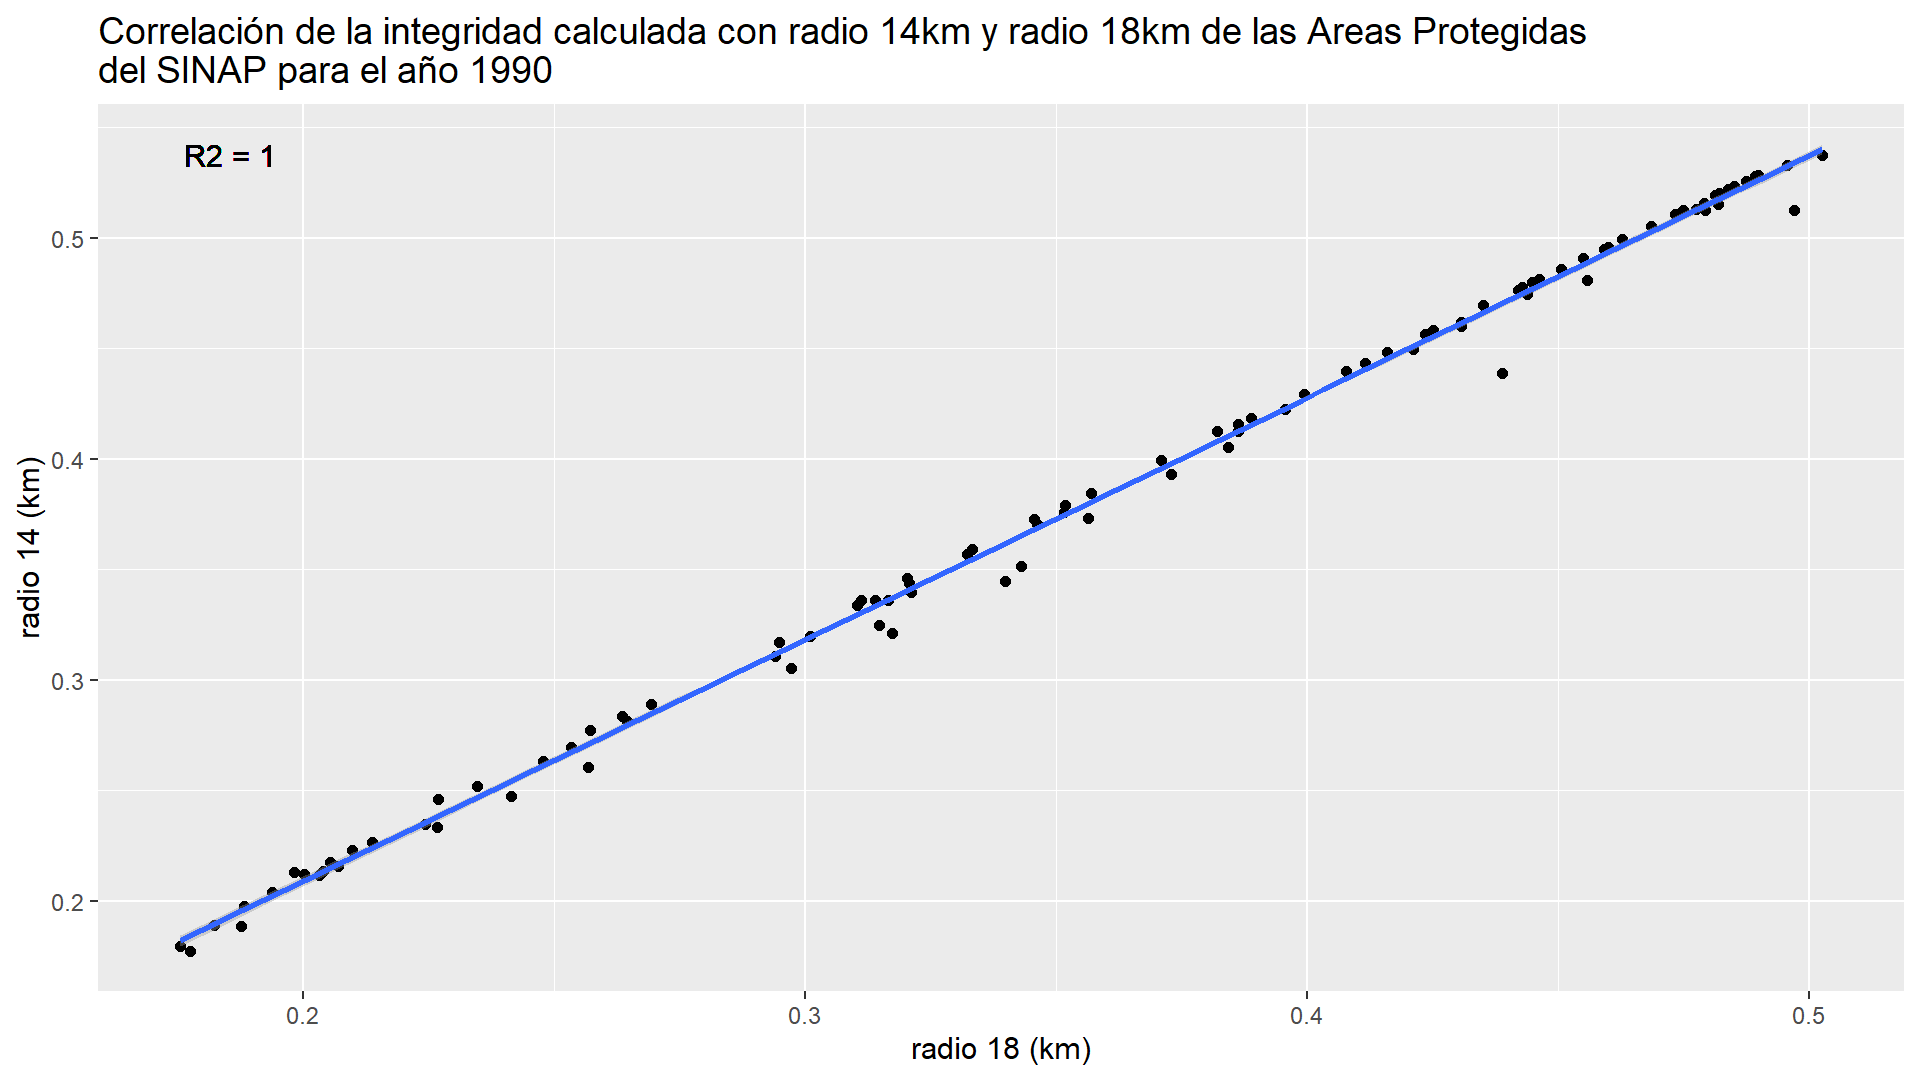 Correlación de la integridad calculada con radio 14km y radio 18km de las Areas Protegidas
del SINAP para el año 1990
R2 = 1
0.5
0.4
0.3
0.2
radio 14 (km)
0.2
0.3
0.4
0.5
radio 18 (km)